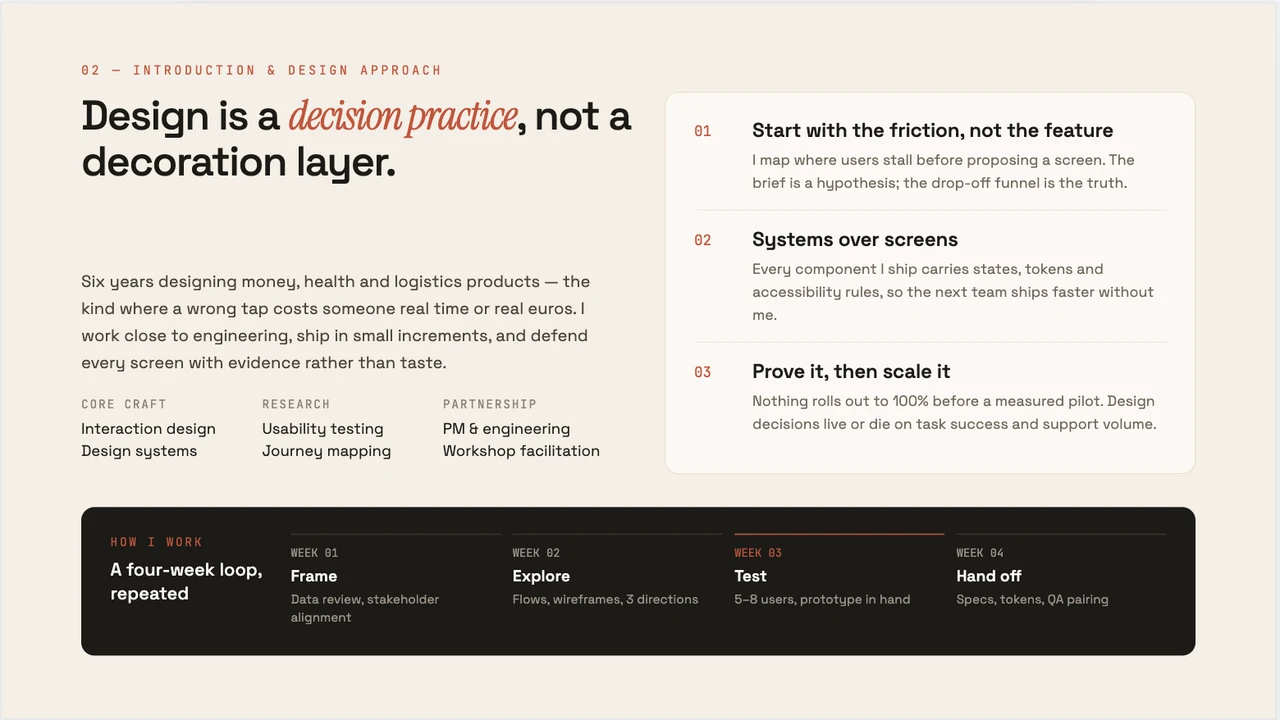 02 — INTRODUCTION & DESIGN APPROACH
Design is a decision practice, not a
decoration layer.
Six years designing money, health and logistics products — the
kind where a wrong tap costs someone real time or real euros. I
work close to engineering, ship in small increments, and defend
every screen with evidence rather than taste.
CORE CRAFT
Interaction design
Design systems
RESEARCH
Usability testing
Journey mapping
PARTNERSHIP
PM & engineering
Workshop facilitation
01
Start with the friction, not the feature
I map where users stall before proposing a screen. The
brief is a hypothesis; the drop-off funnel is the truth.
02
Systems over screens
Every component I ship carries states, tokens and
accessibility rules, so the next team ships faster without
me.
03
Prove it, then scale it
Nothing rolls out to 100% before a measured pilot. Design
decisions live or die on task success and support volume.
HOW I WORK
A four-week loop,
repeated
WEEK 01
Frame
Data review, stakeholder
alignment
WEEK 02
Explore
Flows, wireframes, 3 directions
WEEK 03
Test
5–8 users, prototype in hand
WEEK 04
Hand off
Specs, tokens, QA pairing